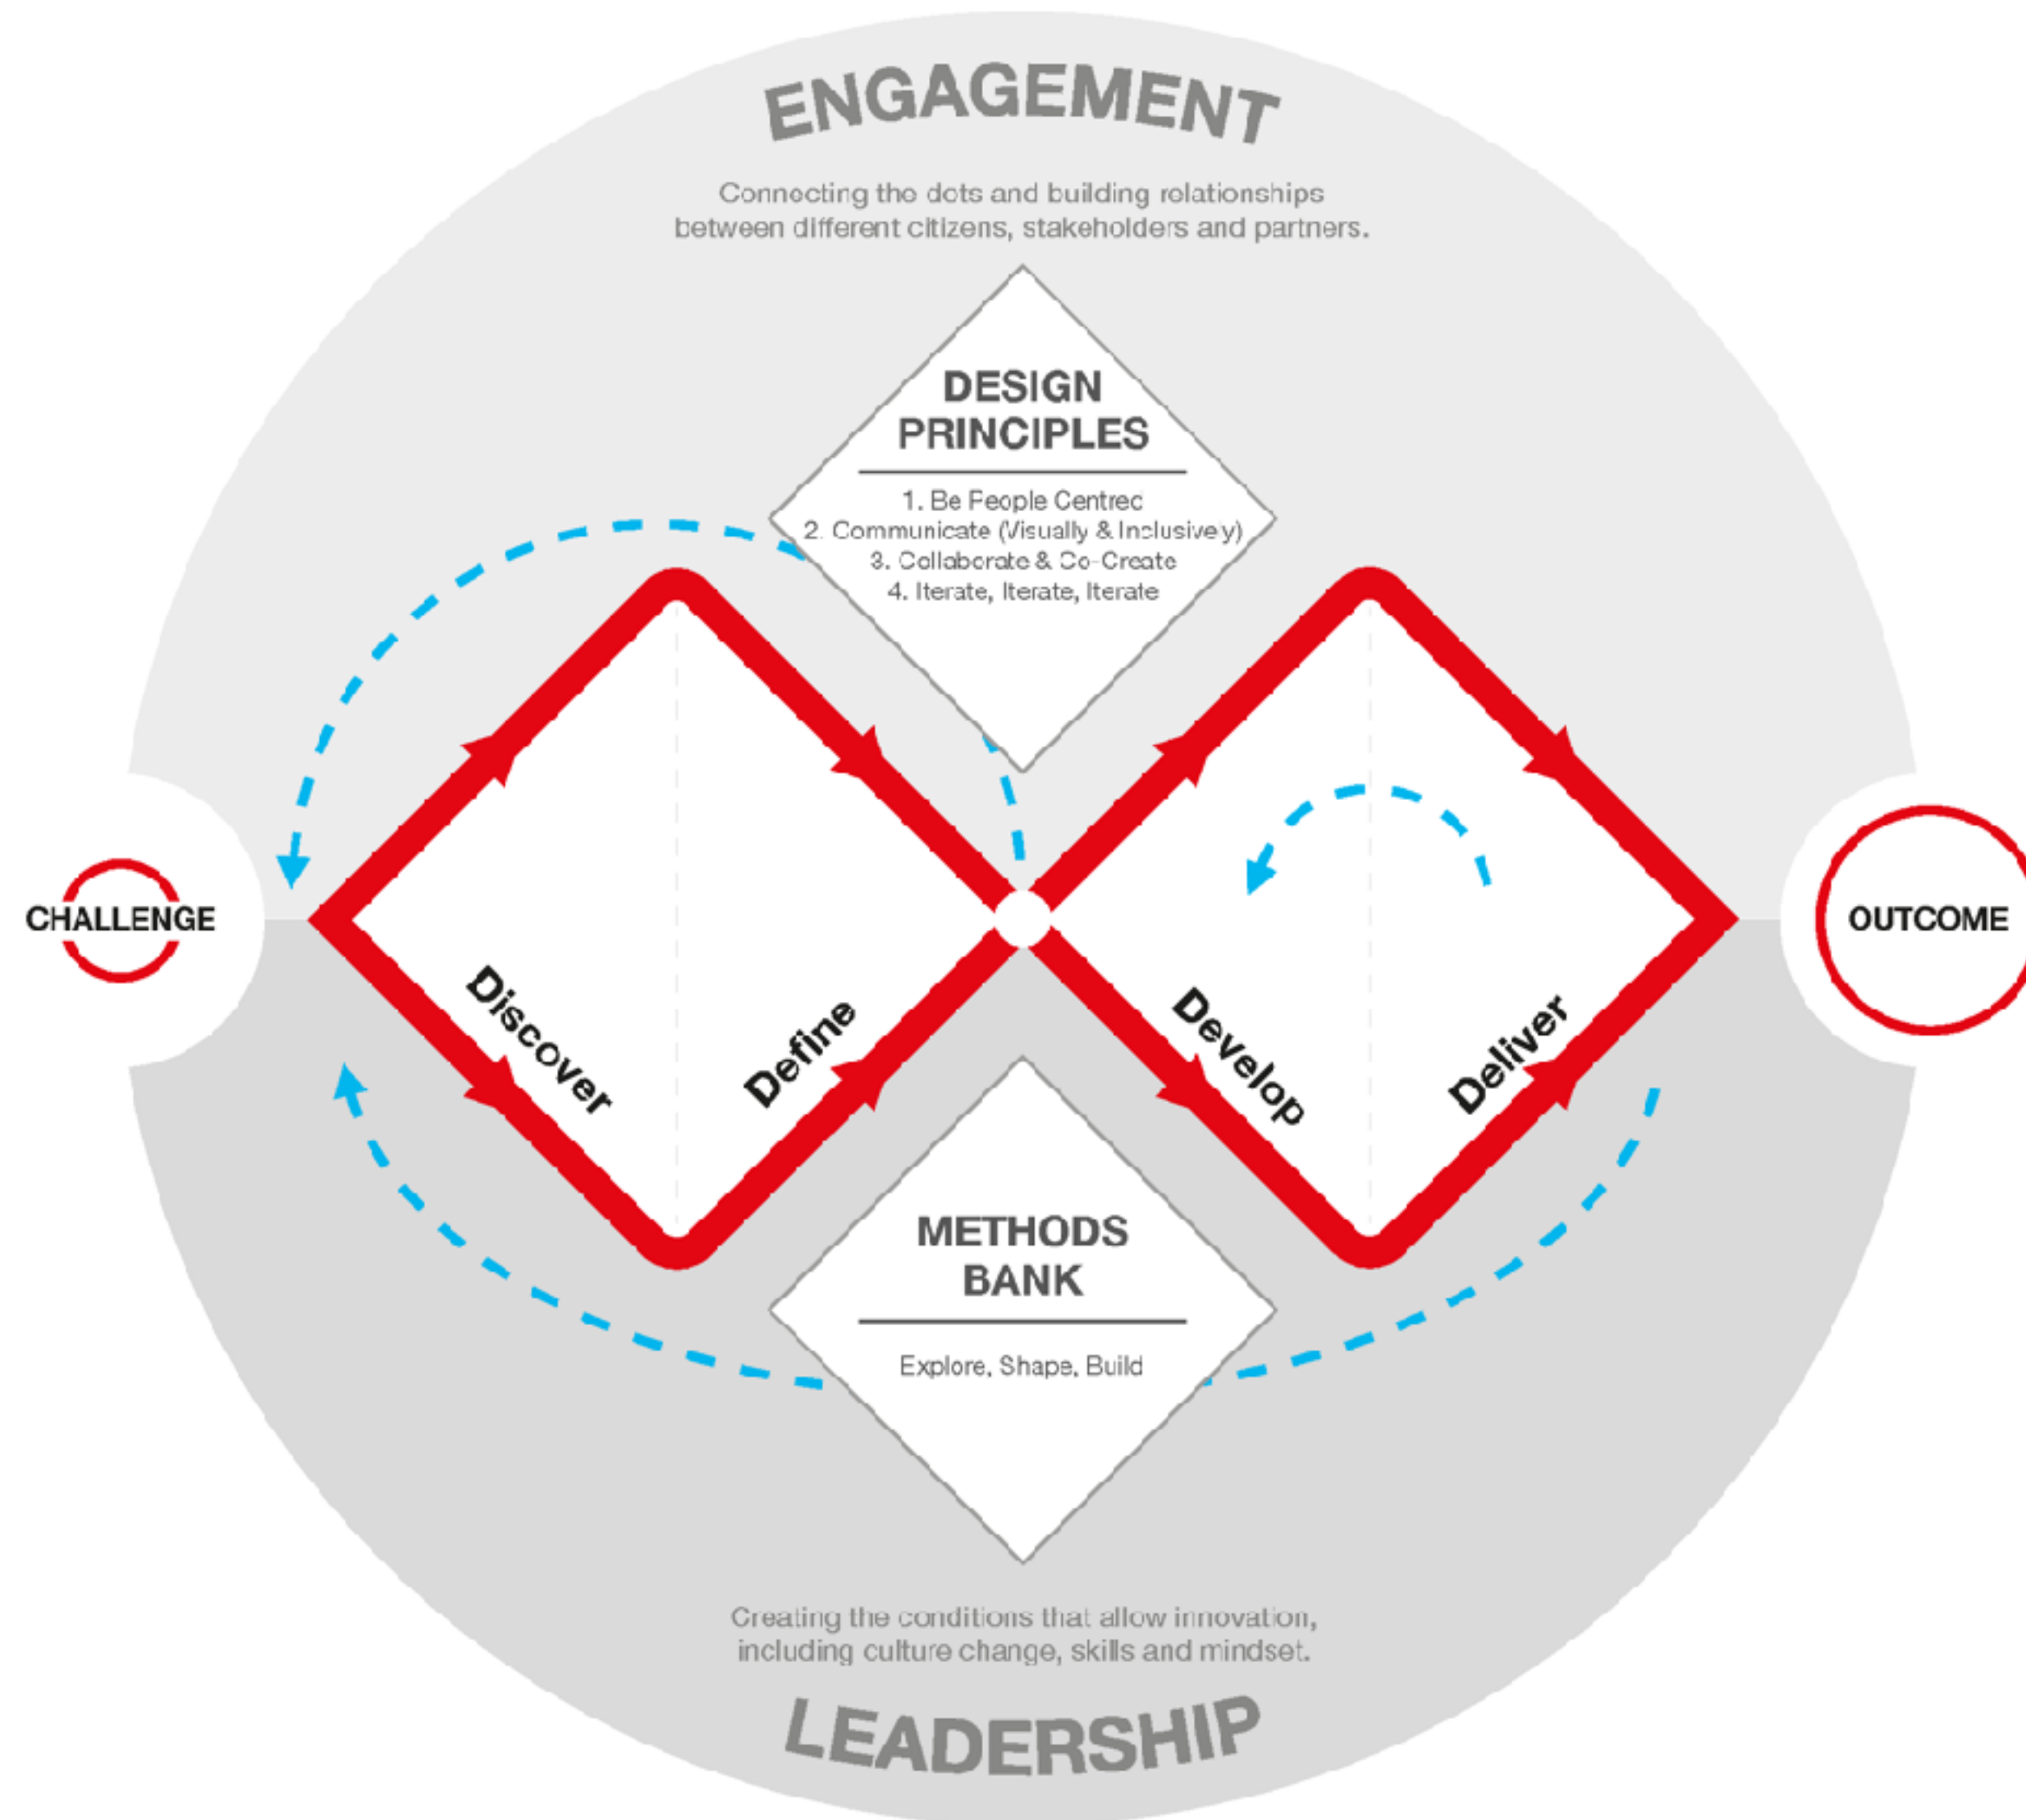 ENGAGEMENT
Connecting the dots and building relationships
between different citizens, stakeholders and partners.
DESIGN
PRINCIPLES
1. Be People Centred
2. Communicate (Visually & Inclusively)
3. Collaborate & Co-Create
4. Iterate, Iterate, Iterate
CHALLENGE
OUTCOME
Discover
Define
Develop
Deliver
METHODS
BANK
Explore, Shape, Build
Creating the conditions that allow innovation,
including culture change, skills and mindset.
LEADERSHIP